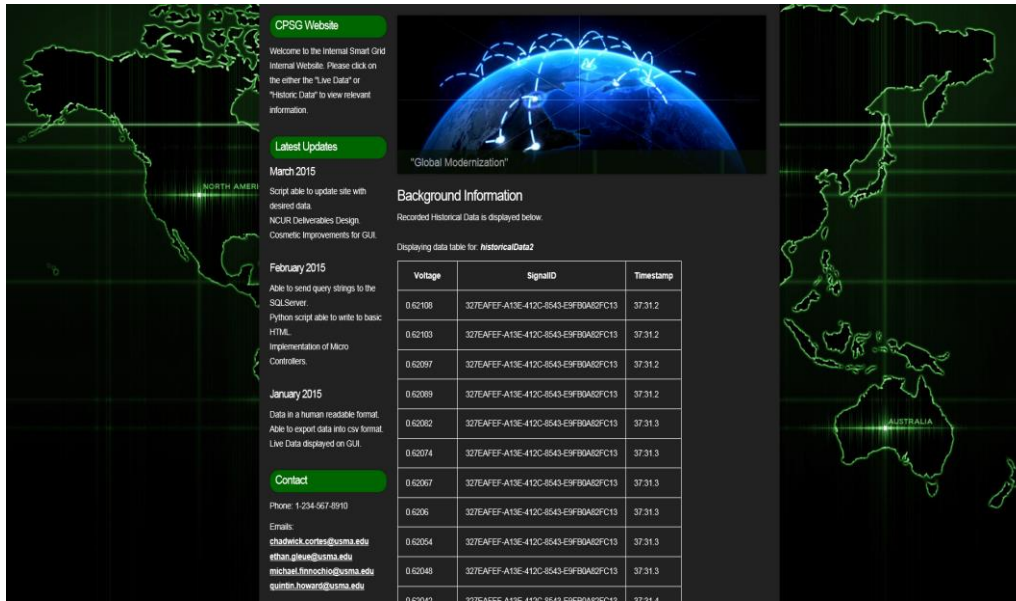 CPSG Website
Welcome to the Internal Smart Grid
Internal Website. Please click on
the either the "Live Data" or
"Historic Data" to view relevant
information.
Latest Updates
March 2015
Script able to update site with
desired data.
NCUR Deliverables Design.
Cosmetic Improvements for GUI.
February 2015
Able to send query strings to the
SQLServer.
Python script able to write to basic
HTML.
Implementation of Micro
Controllers.
January 2015
Data in a human readable format.
Able to export data into csv format.
Live Data displayed on GUI.
Contact
Phone: 1-234-567-8910
Emails:
chadwick.cortes@usma.edu
ethan.gleue@usma.edu
michael.finnochio@usma.edu
quintin.howard@usma.edu
"Global Modernization"
Background Information
Recorded Historical Data is displayed below.
Displaying data table for: historicalData2
Voltage SignalID Timestamp
0.62108 327EAFEF-A13E-412C-8543-E9FB0A82FC13 37:31.2
0.62103 327EAFEF-A13E-412C-8543-E9FB0A82FC13 37:31.2
0.62097 327EAFEF-A13E-412C-8543-E9FB0A82FC13 37:31.2
0.62089 327EAFEF-A13E-412C-8543-E9FB0A82FC13 37:31.2
0.62082 327EAFEF-A13E-412C-8543-E9FB0A82FC13 37:31.3
0.62074 327EAFEF-A13E-412C-8543-E9FB0A82FC13 37:31.3
0.62067 327EAFEF-A13E-412C-8543-E9FB0A82FC13 37:31.3
0.6206 327EAFEF-A13E-412C-8543-E9FB0A82FC13 37:31.3
0.62054 327EAFEF-A13E-412C-8543-E9FB0A82FC13 37:31.3
0.62048 327EAFEF-A13E-412C-8543-E9FB0A82FC13 37:31.3
0.62042 327EAFEF-A13E-412C-8543-E9FB0A82FC13 37:31.4
NORTH AMERI
AUSTRALIA